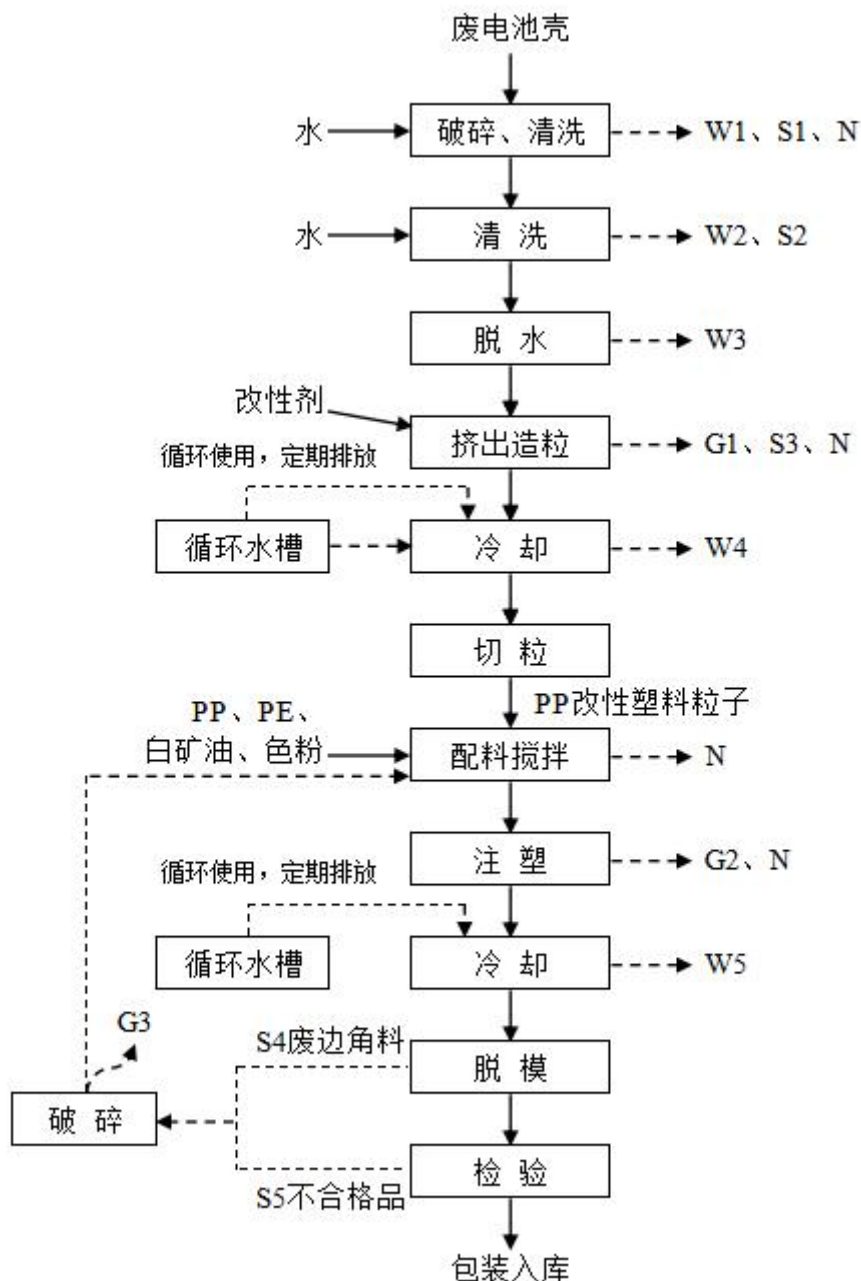 废电池壳
水
破碎、清洗
W1、S1、N
水
清 洗
W2、S2
脱 水
W3
改性剂
挤出造粒
G1、S3、N
循环使用，定期排放
循环水槽
冷 却
W4
切 粒
PP改性塑料粒子
PP、PE、
白矿油、色粉
配料搅拌
N
注 塑
G2、N
循环使用，定期排放
循环水槽
冷 却
W5
G3
S4废边角料
脱 模
破 碎
检 验
S5不合格品
包装入库